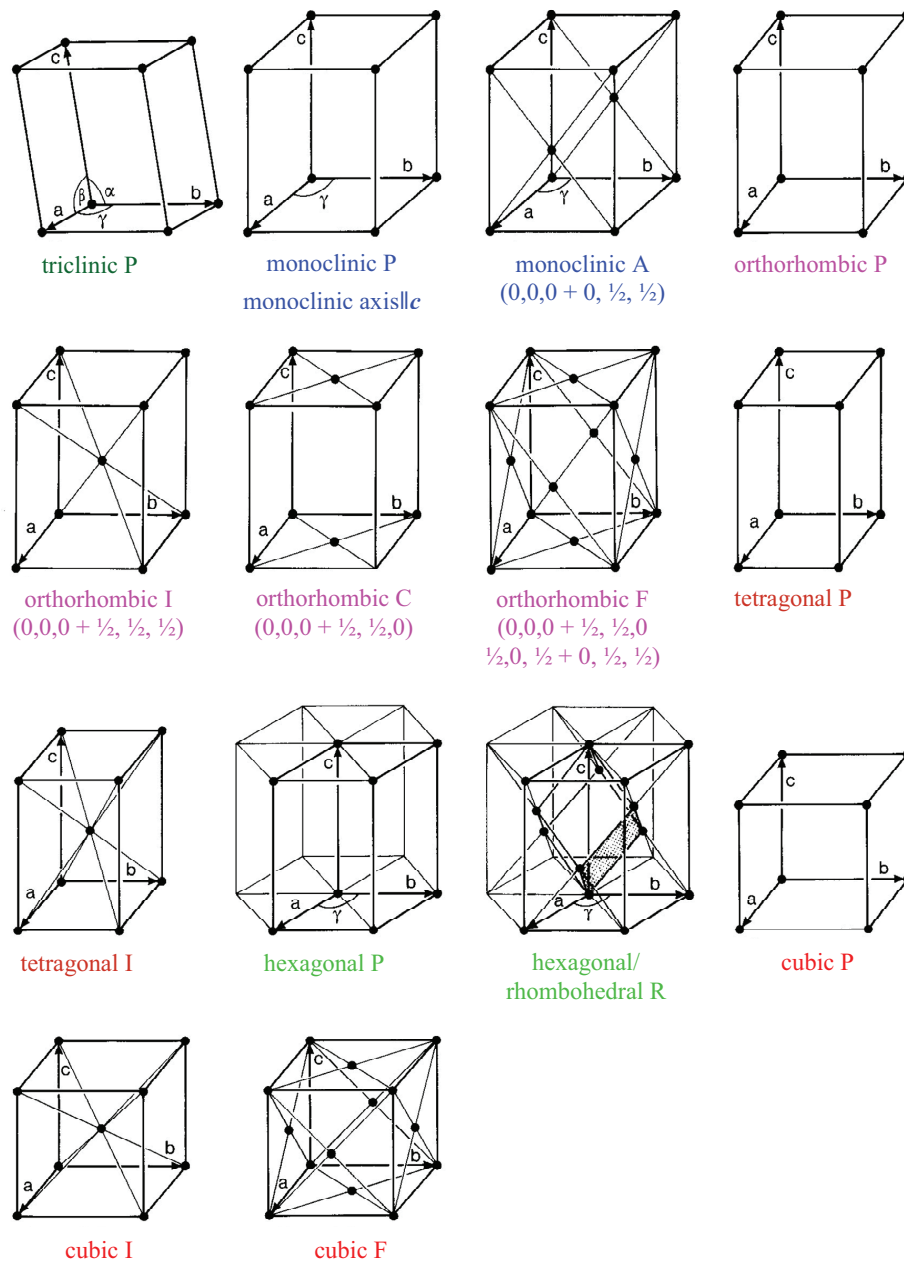 c
β
α
a
γ
b
triclinic P
c
b
a
γ
monoclinic P
monoclinic axis||c
c
b
a
γ
monoclinic A
(0,0,0 + 0, ½, ½)
c
b
a
orthorhombic P
c
b
a
orthorhombic I
(0,0,0 + ½, ½, ½)
c
b
a
orthorhombic C
(0,0,0 + ½, ½,0)
c
b
a
orthorhombic F
(0,0,0 + ½, ½,0
½,0, ½ + 0, ½, ½)
c
b
a
tetragonal P
c
b
a
tetragonal I
c
a
b
γ
hexagonal P
c
a
b
γ
hexagonal/
rhombohedral R
c
b
a
cubic P
c
b
a
cubic I
c
b
a
cubic F